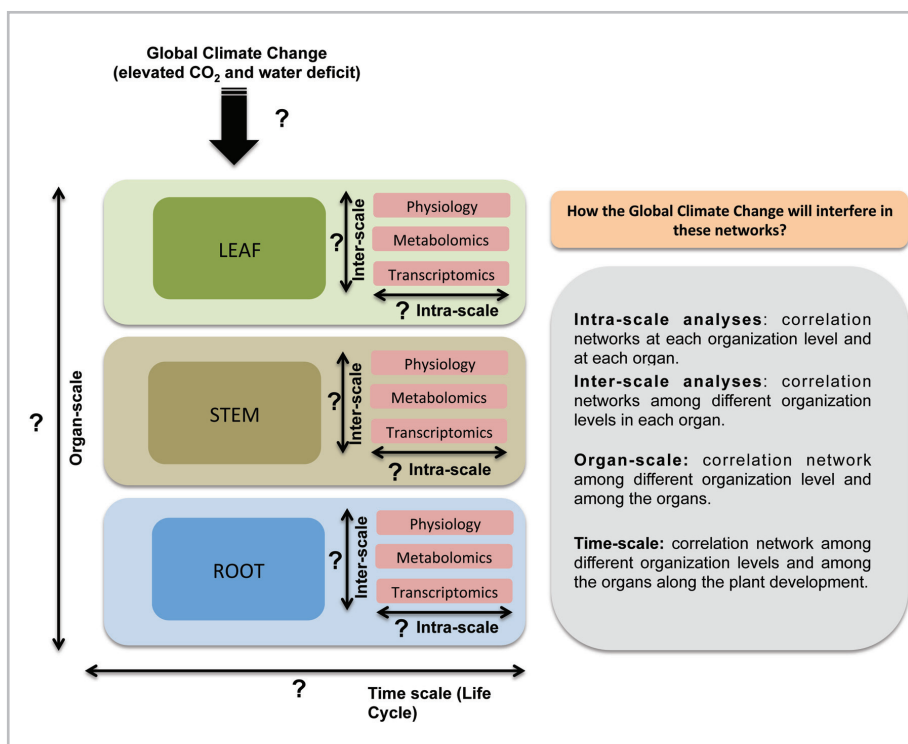 Global Climate Change
(elevated CO₂ and water deficit)
?
Organ-scale
?
LEAF
?
Inter-scale
Physiology
Metabolomics
Transcriptomics
? Intra-scale
STEM
?
Inter-scale
Physiology
Metabolomics
Transcriptomics
? Intra-scale
ROOT
?
Inter-scale
Physiology
Metabolomics
Transcriptomics
? Intra-scale
?
Time scale (Life
Cycle)
How the Global Climate Change will interfere in
these networks?
Intra-scale analyses: correlation
networks at each organization level and
at each organ.
Inter-scale analyses: correlation
networks among different organization
levels in each organ.
Organ-scale: correlation network
among different organization level and
among the organs.
Time-scale: correlation network among
different organization levels and among
the organs along the plant development.